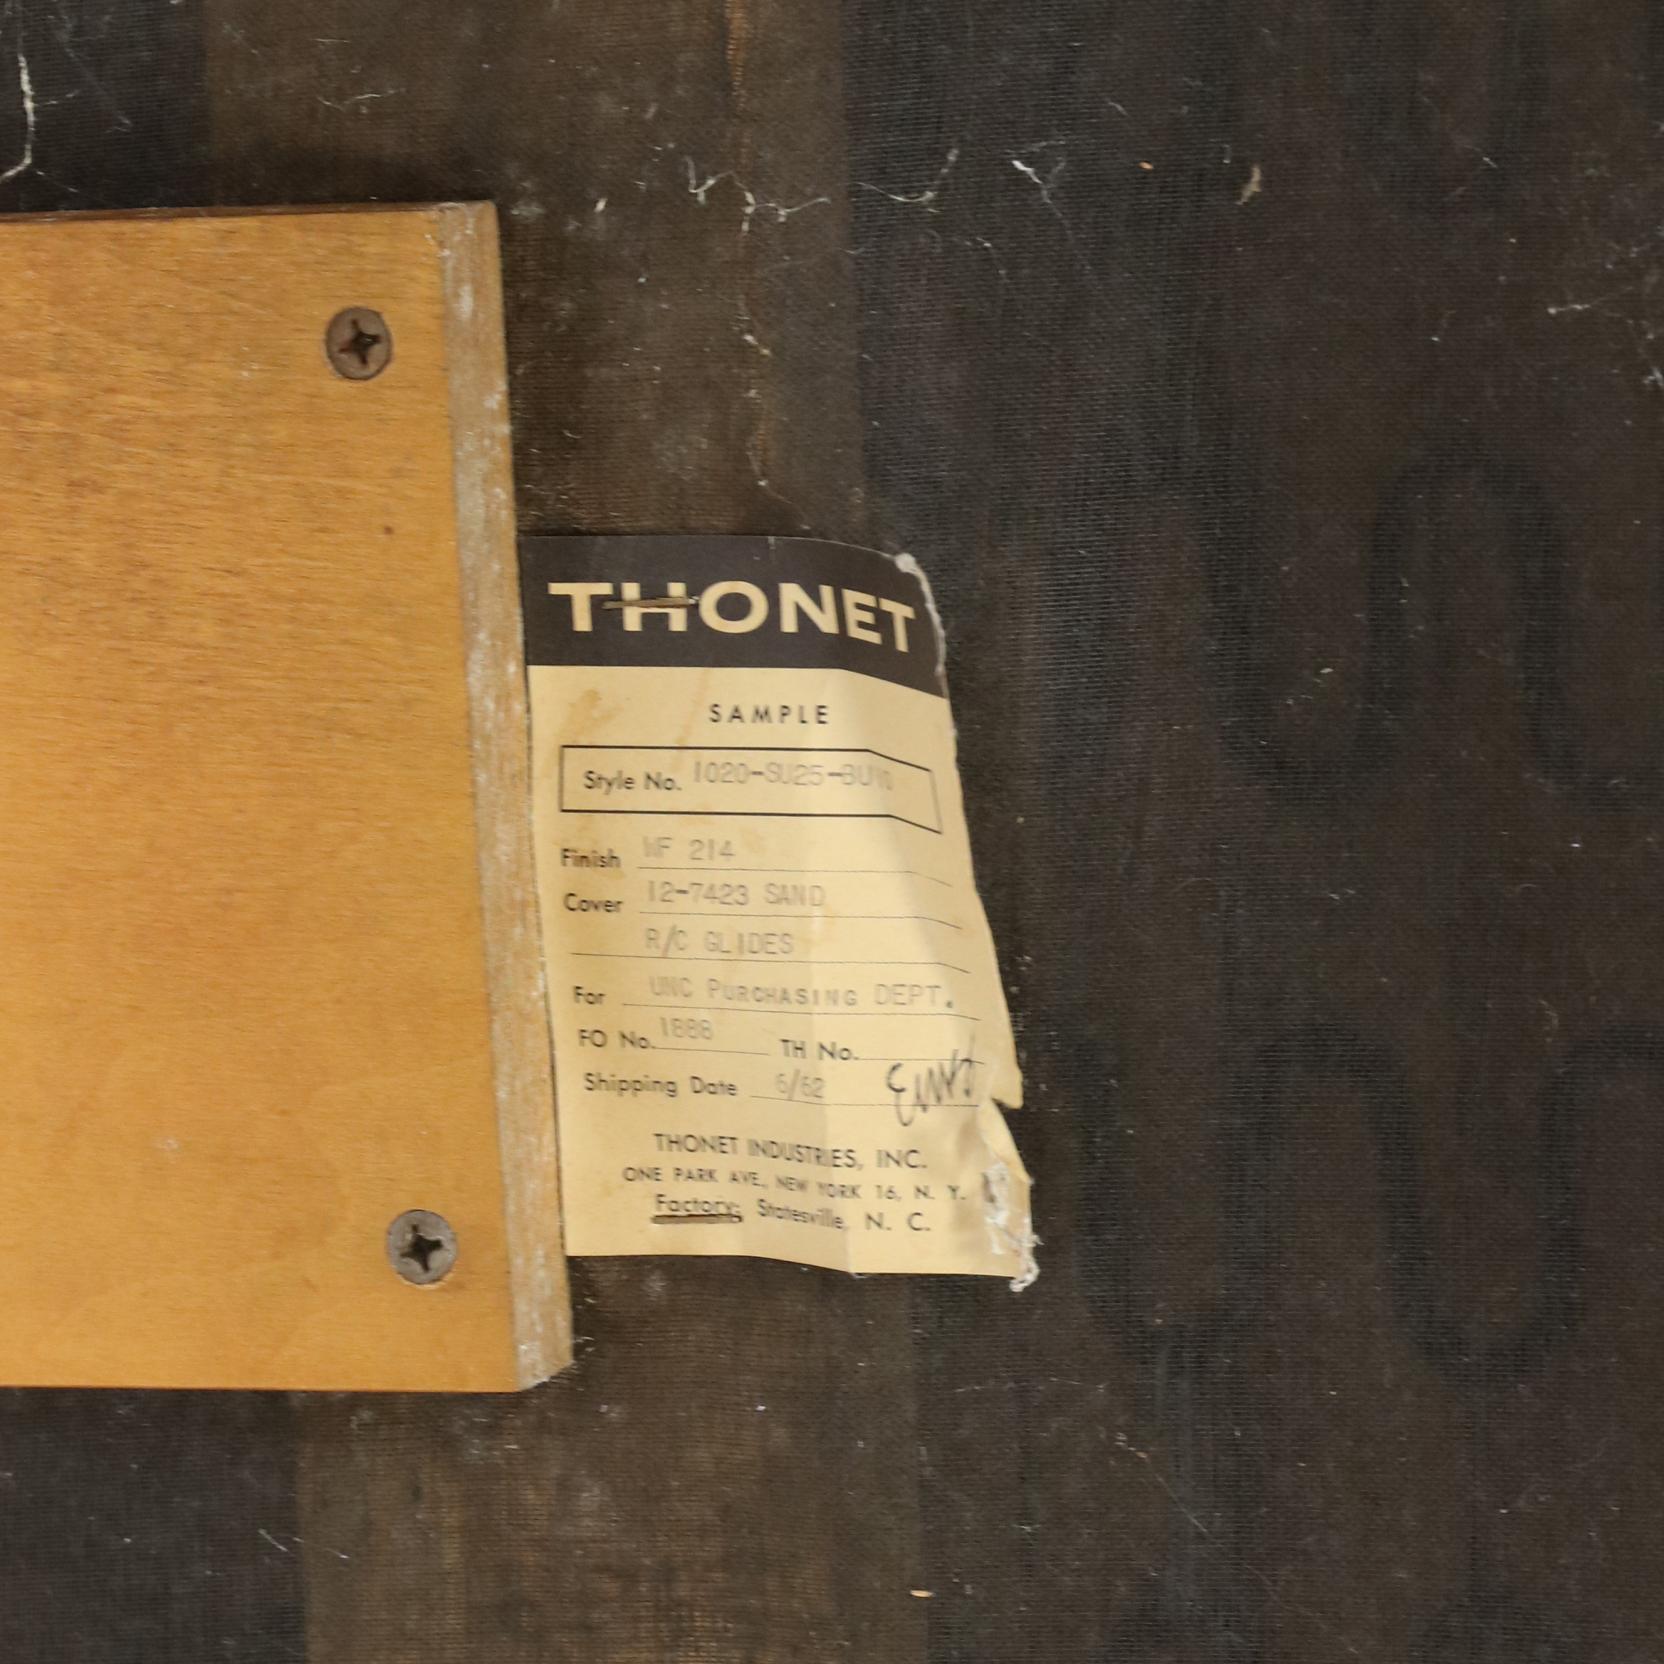 THONET
SAMPLE
Style No. 1020-SU25-BU10
Finish WF 214
Cover 12-7423 SAND
R/C GLIDES
For UNC PURCHASING DEPT.
FO No. 1888 TH No.
Shipping Date 6/62
THONET INDUSTRIES, INC.
ONE PARK AVE., NEW YORK 16, N. Y.
Factory: Statesville, N. C.